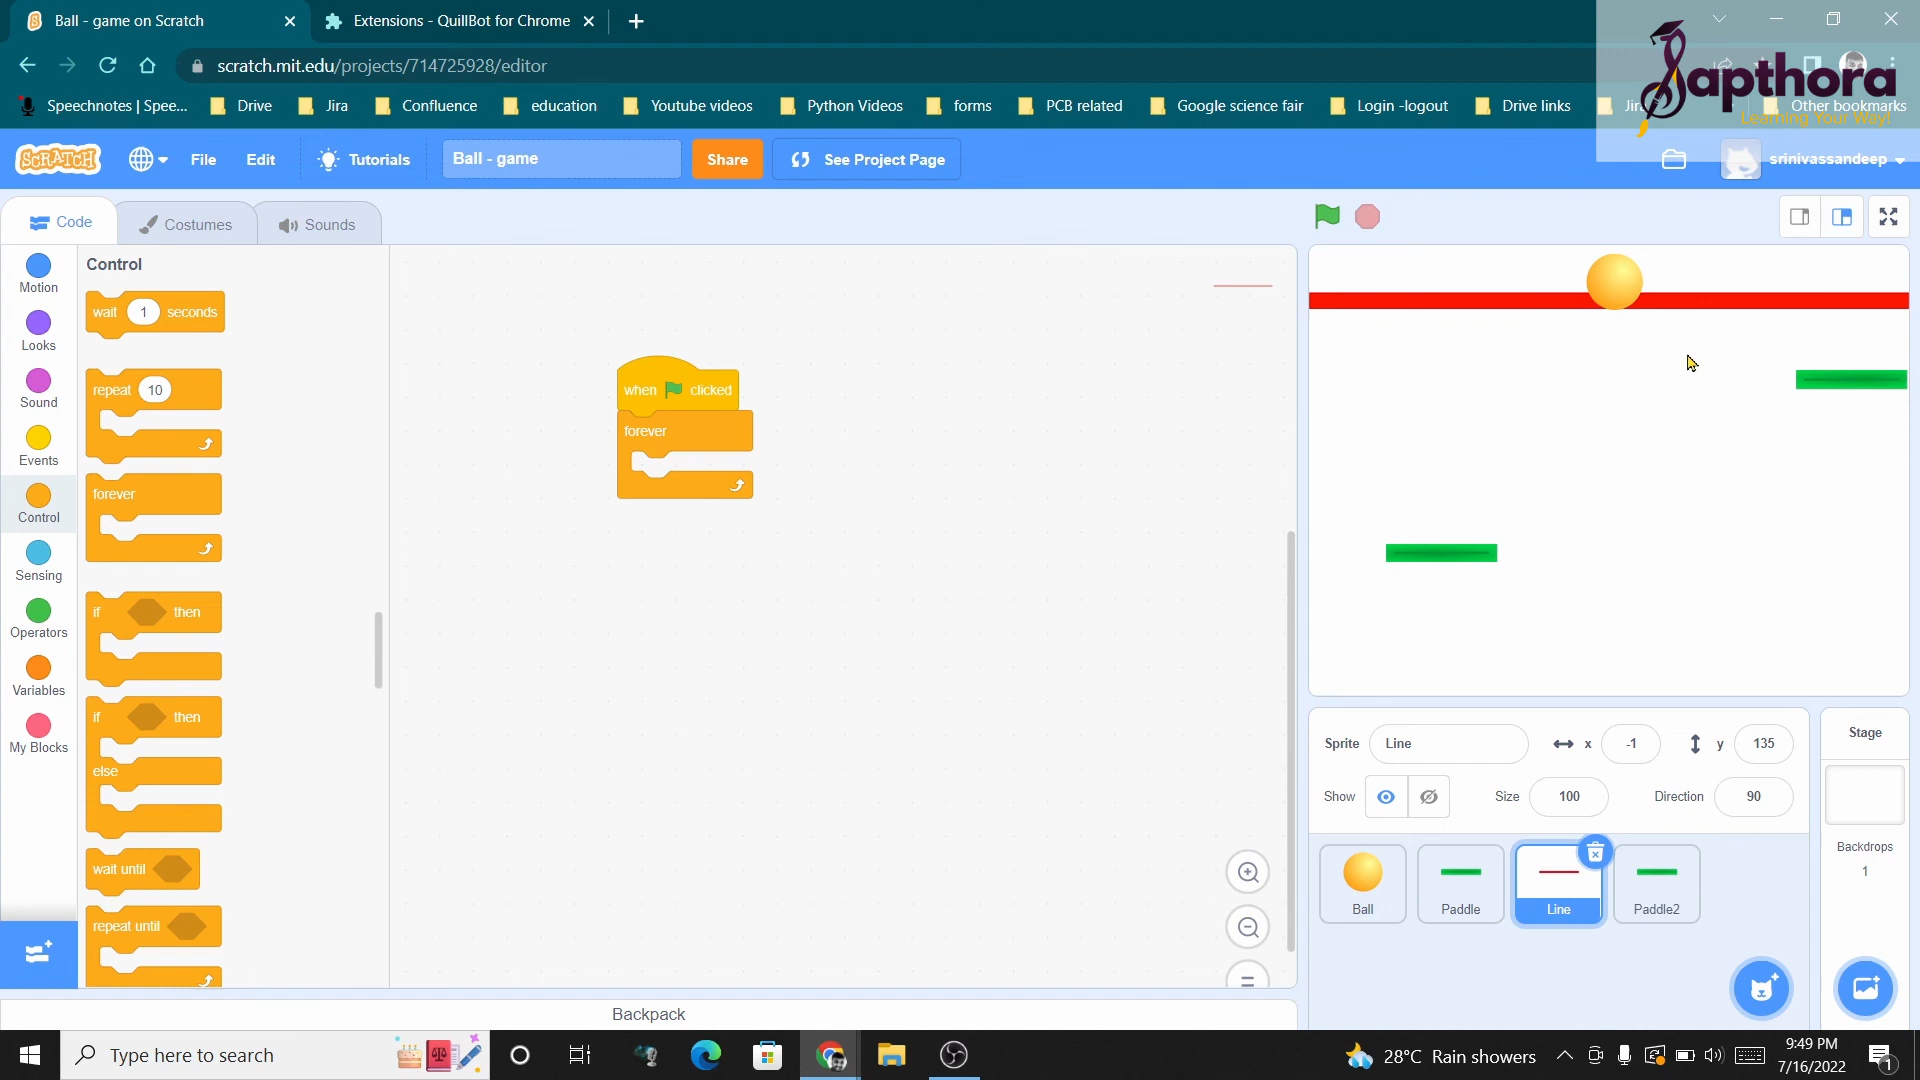 Ball - game on Scratch
Extensions - QuillBot for Chrome
scratch.mit.edu/projects/714725928/editor
Sapthora
Learning Your Way!
Speechnotes | Spee...
Drive
Jira
Confluence
education
Youtube videos
Python Videos
forms
PCB related
Google science fair
Login -logout
Drive links
Other bookmarks
SCRATCH
File
Edit
Tutorials
Ball - game
Share
See Project Page
srinivassandeep
Code
Costumes
Sounds
Motion
Looks
Sound
Events
Control
Sensing
Operators
Variables
My Blocks
Control
wait 1 seconds
repeat 10
forever
if then
if then
else
wait until
repeat until
when clicked
forever
Sprite Line x -1 y 135
Show Size 100 Direction 90
Ball
Paddle
Line
Paddle2
Stage
Backdrops
1
Backpack
Type here to search
28°C Rain showers
9:49 PM
7/16/2022
1